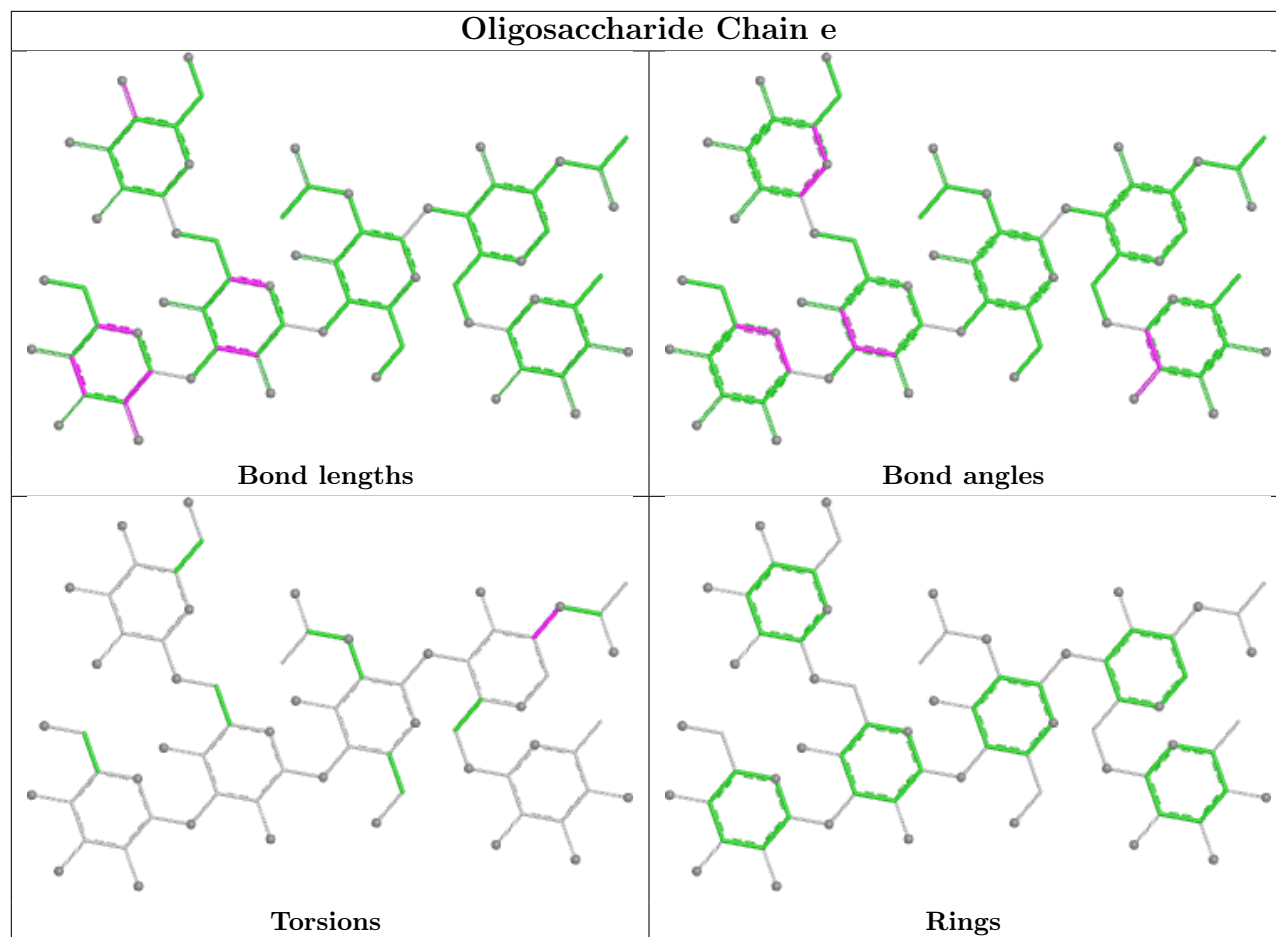 Oligosaccharide Chain e
Bond lengths
Bond angles
Torsions
Rings